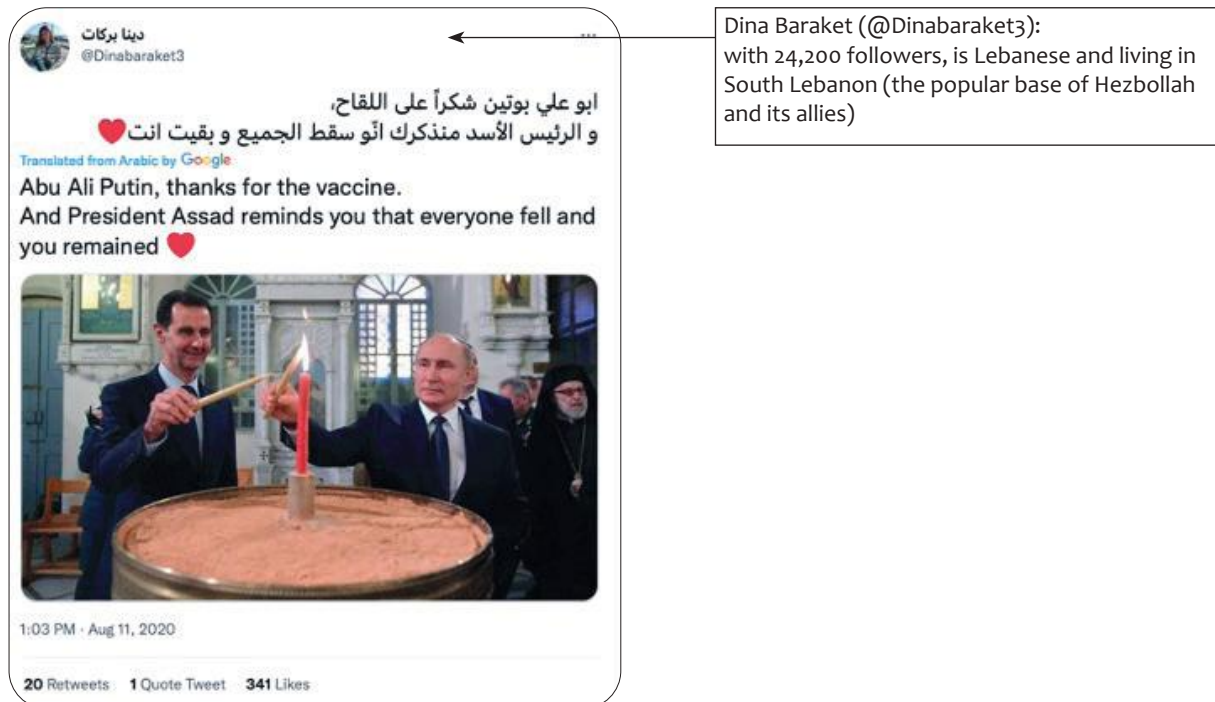 دينا بركات
@Dinabaraket3
...
ابو علي بوتين شكراً على اللقاح,
و الرئيس الأسد منذكرك انّو سقط الجميع و بقيت انت❤️
Translated from Arabic by Google
Abu Ali Putin, thanks for the vaccine.
And President Assad reminds you that everyone fell and
you remained ❤️
1:03 PM · Aug 11, 2020
20 Retweets 1 Quote Tweet 341 Likes
Dina Baraket (@Dinabaraket3):
with 24,200 followers, is Lebanese and living in
South Lebanon (the popular base of Hezbollah
and its allies)